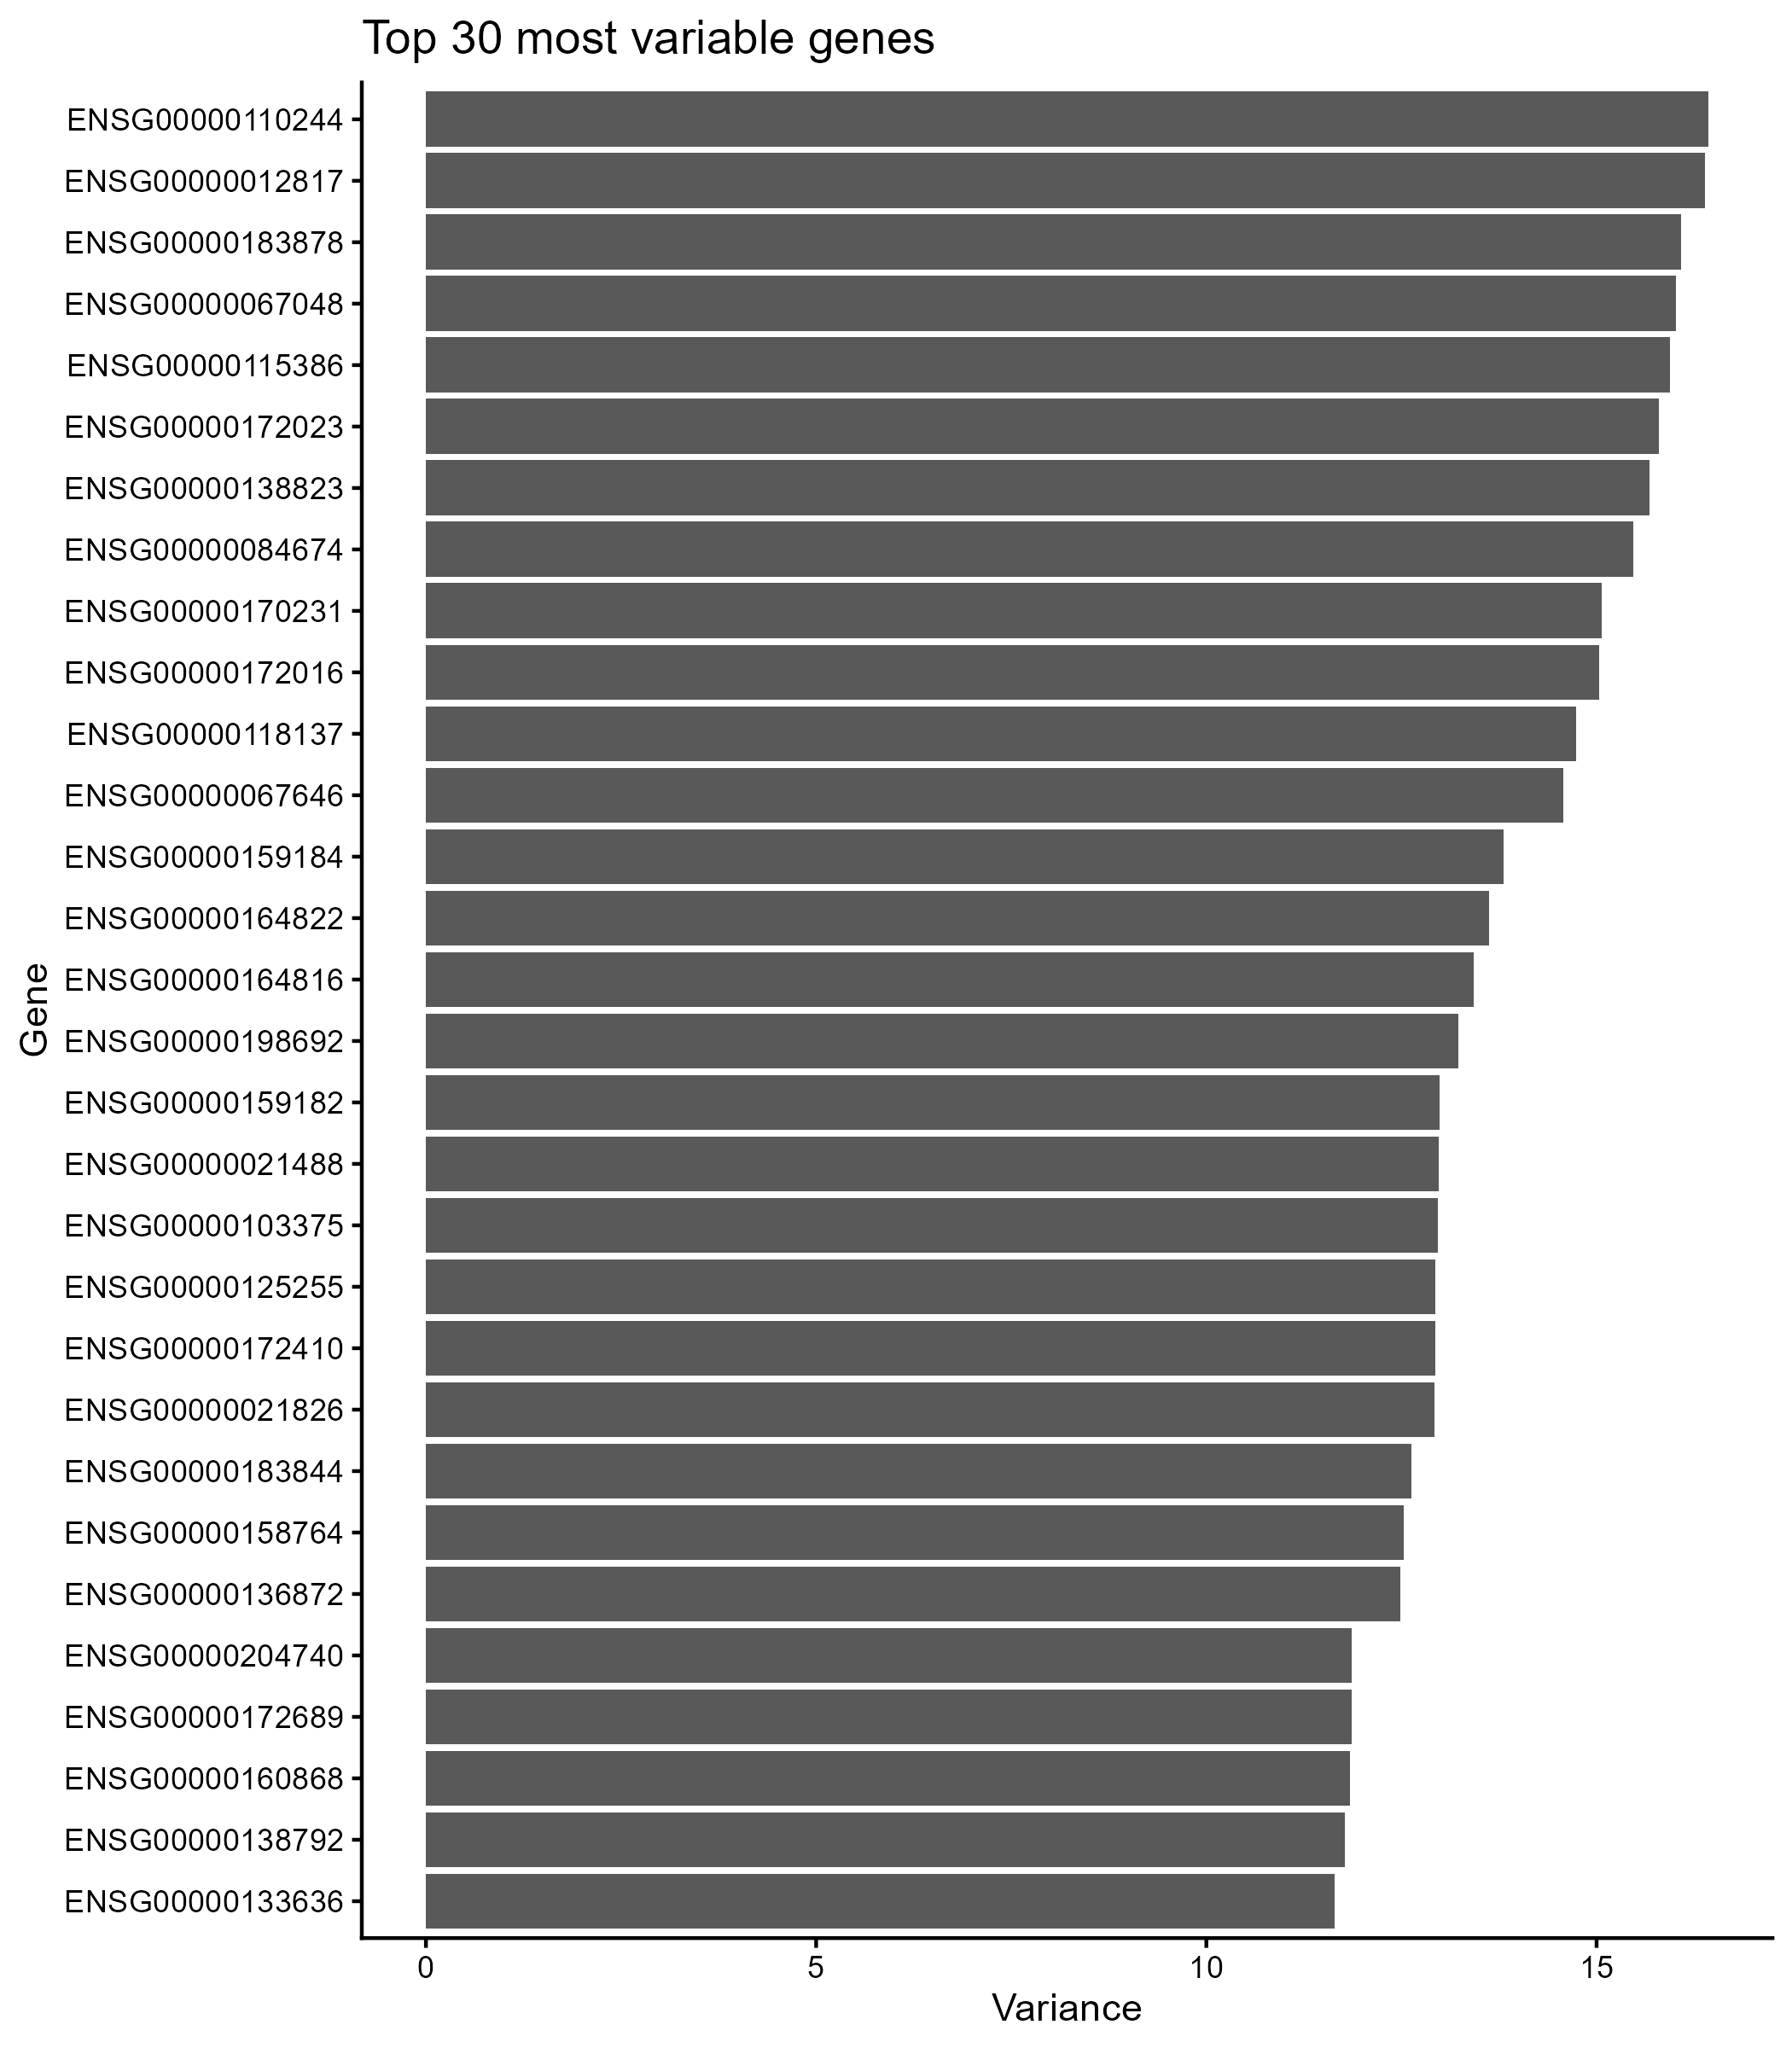 Top 30 most variable genes
ENSG00000110244
ENSG00000012817
ENSG00000183878
ENSG00000067048
ENSG00000115386
ENSG00000172023
ENSG00000138823
ENSG00000084674
ENSG00000170231
ENSG00000172016
ENSG00000118137
ENSG00000067646
ENSG00000159184
ENSG00000164822
ENSG00000164816
ENSG00000198692
ENSG00000159182
ENSG00000021488
ENSG00000103375
ENSG00000125255
ENSG00000172410
ENSG00000021826
ENSG00000183844
ENSG00000158764
ENSG00000136872
ENSG00000204740
ENSG00000172689
ENSG00000160868
ENSG00000138792
ENSG00000133636
Gene
0 5 10 15
Variance